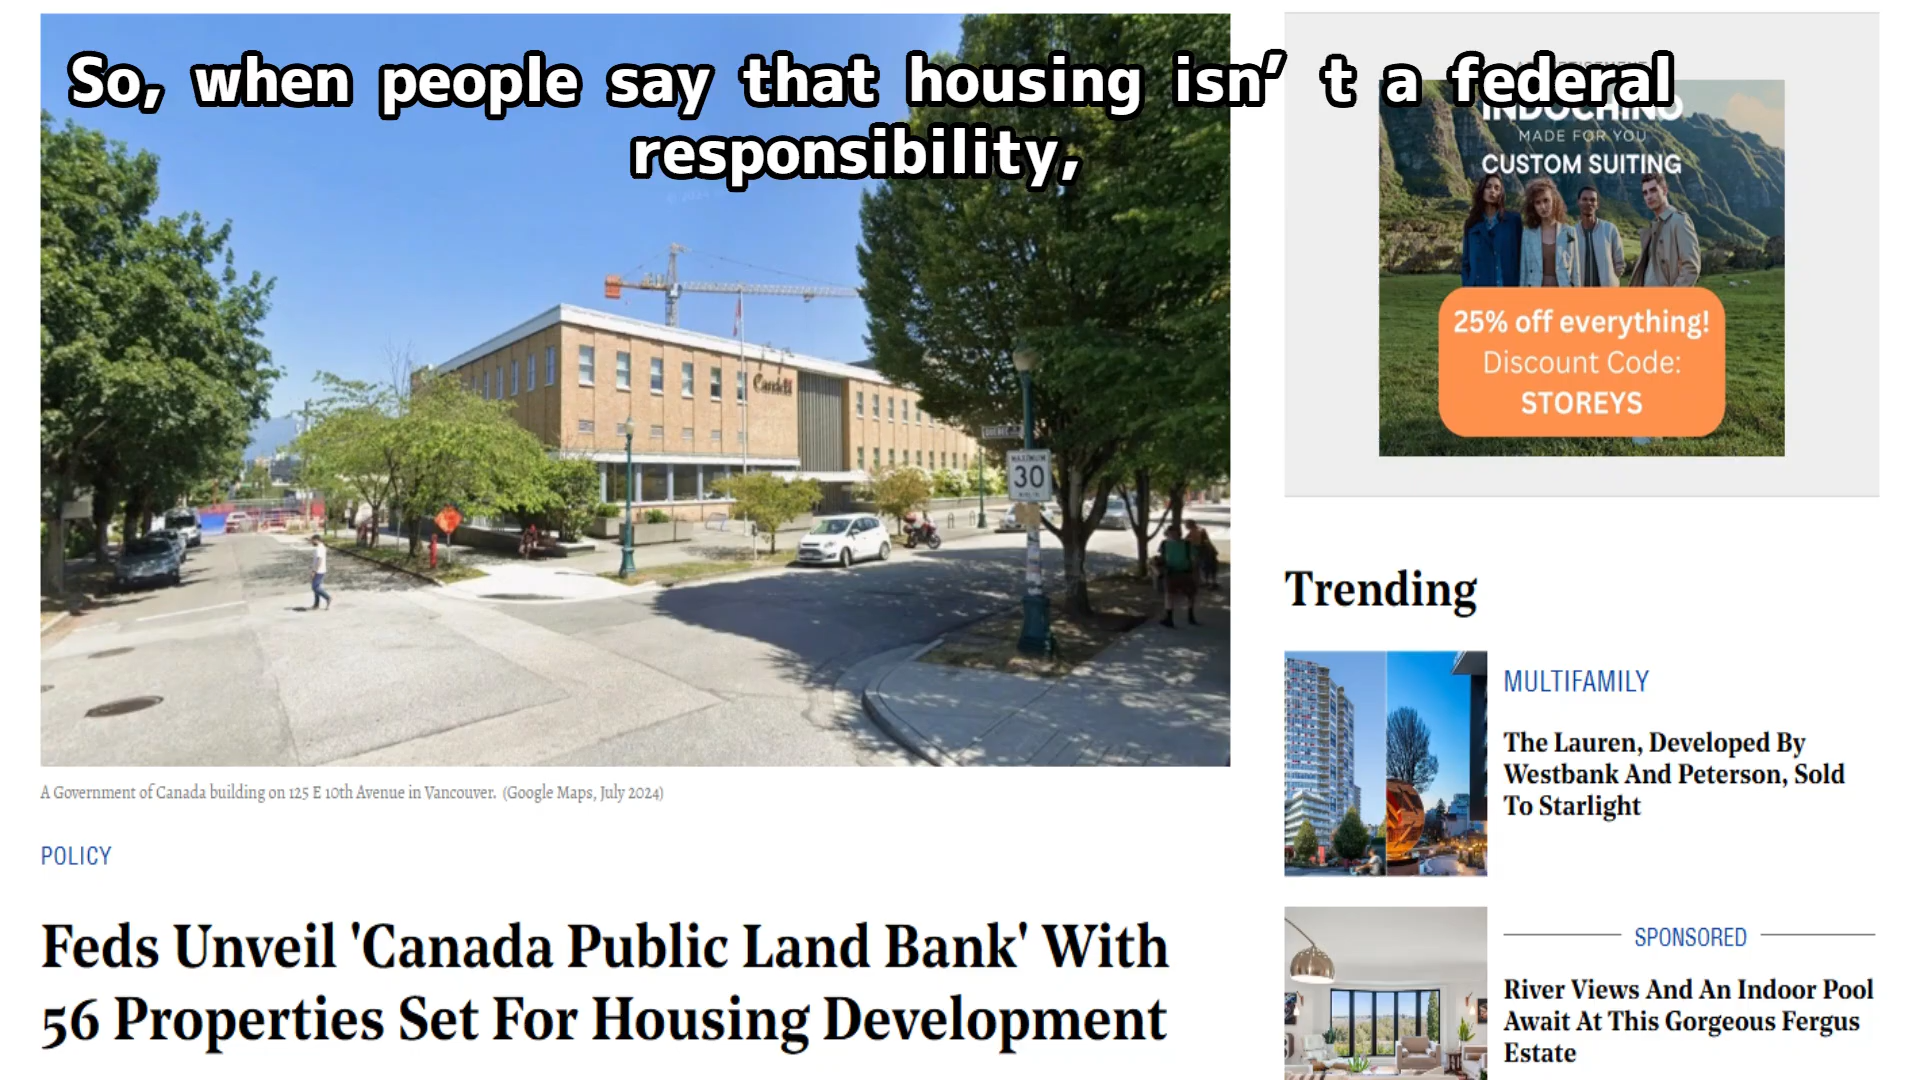 So, when people say that housing isn’t a federal
responsibility,
INDOCHINO
MADE FOR YOU
CUSTOM SUITING
25% off everything!
Discount Code:
STOREYS
Canada
MAXIMUM
30
A Government of Canada building on 125 E 10th Avenue in Vancouver. (Google Maps, July 2024)
POLICY
Feds Unveil 'Canada Public Land Bank' With
56 Properties Set For Housing Development
Trending
MULTIFAMILY
The Lauren, Developed By
Westbank And Peterson, Sold
To Starlight
SPONSORED
River Views And An Indoor Pool
Await At This Gorgeous Fergus
Estate